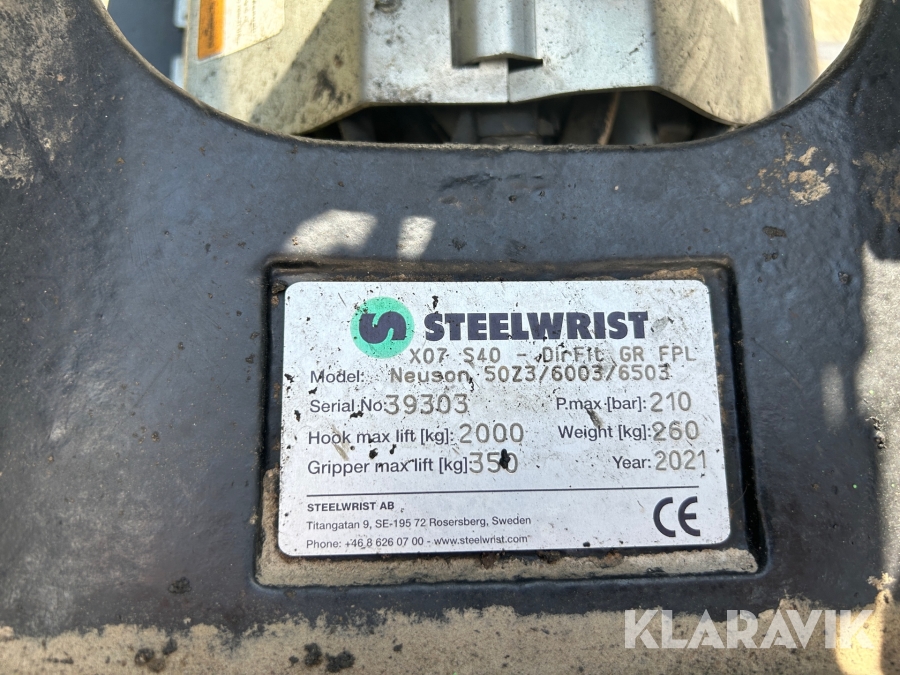 STEELWRIST
X07 S40 - DirFit GR FPL
Model: Neuson 50Z3/6003/6503
Serial No: 39303 P.max [bar]: 210
Hook max lift [kg]: 2000 Weight [kg]: 260
Gripper max lift [kg]: 350 Year: 2021
STEELWRIST AB
Titangatan 9, SE-195 72 Rosersberg, Sweden
Phone: +46 8 626 07 00 - www.steelwrist.com
CE
KLARAVIK